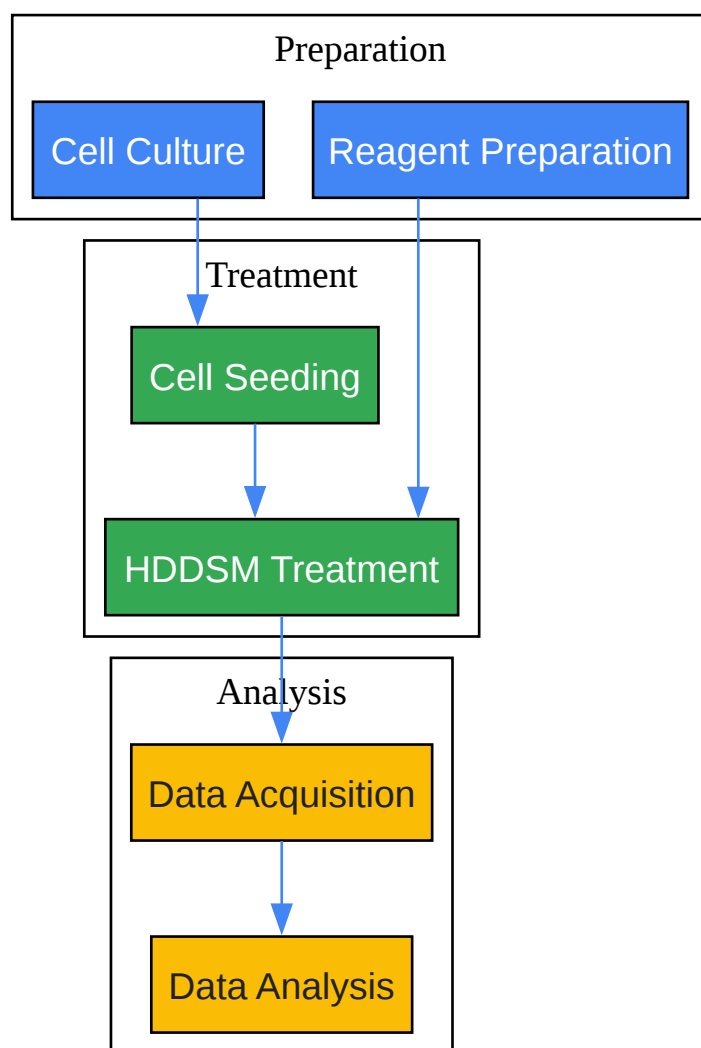 Preparation
Cell Culture
Reagent Preparation
Treatment
Cell Seeding
HDDSM Treatment
Analysis
Data Acquisition
Data Analysis